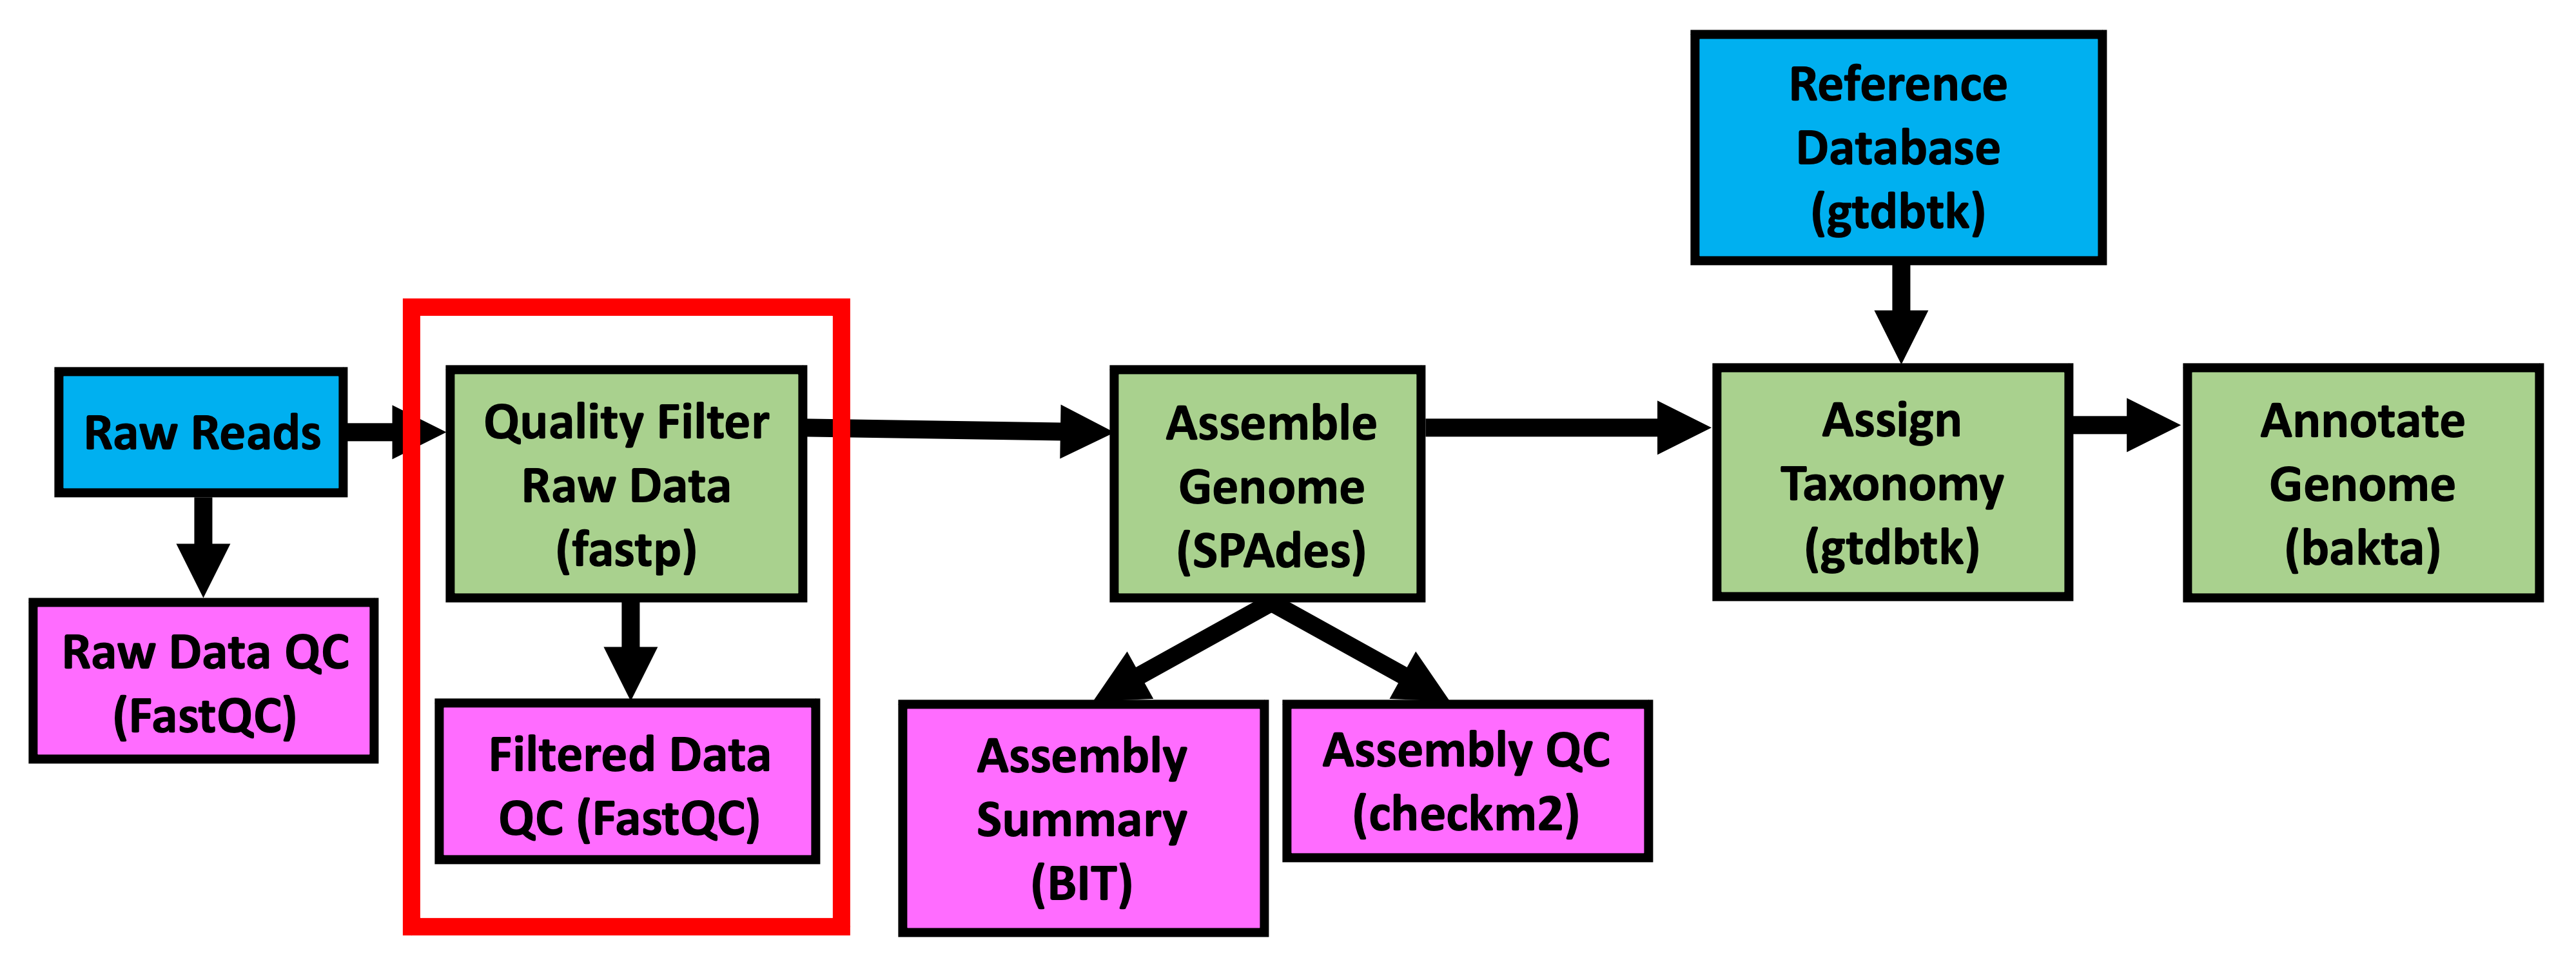 Reference
Database
(gtdbtk)
Raw Reads
Raw Data QC
(FastQC)
Quality Filter
Raw Data
(fastp)
Filtered Data
QC (FastQC)
Assemble
Genome
(SPAdes)
Assembly
Summary
(BIT)
Assembly QC
(checkm2)
Assign
Taxonomy
(gtdbtk)
Annotate
Genome
(bakta)